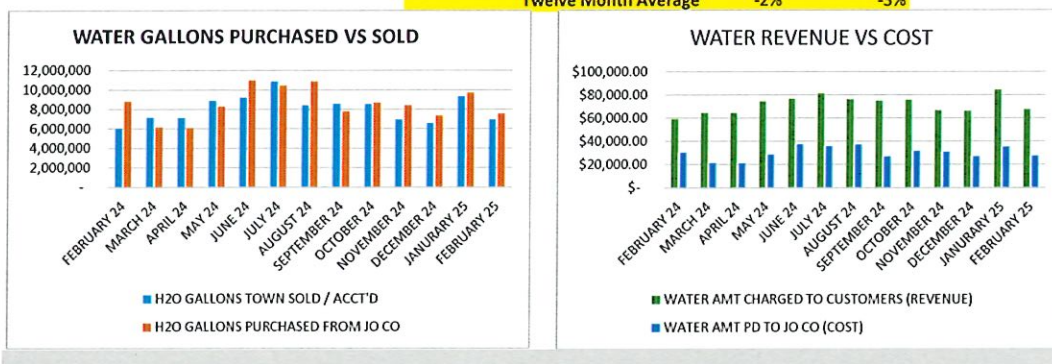 Twelve Month Average -2% -3%
WATER GALLONS PURCHASED VS SOLD
12,000,000
10,000,000
8,000,000
6,000,000
4,000,000
2,000,000
-
FEBRUARY 24
MARCH 24
APRIL 24
MAY 24
JUNE 24
JULY 24
AUGUST 24
SEPTEMBER 24
OCTOBER 24
NOVEMBER 24
DECEMBER 24
JANURARY 25
FEBRUARY 25
H2O GALLONS TOWN SOLD / ACCT'D
H2O GALLONS PURCHASED FROM JO CO
WATER REVENUE VS COST
$100,000.00
$80,000.00
$60,000.00
$40,000.00
$20,000.00
$-
FEBRUARY 24
MARCH 24
APRIL 24
MAY 24
JUNE 24
JULY 24
AUGUST 24
SEPTEMBER 24
OCTOBER 24
NOVEMBER 24
DECEMBER 24
JANURARY 25
FEBRUARY 25
WATER AMT CHARGED TO CUSTOMERS (REVENUE)
WATER AMT PD TO JO CO (COST)